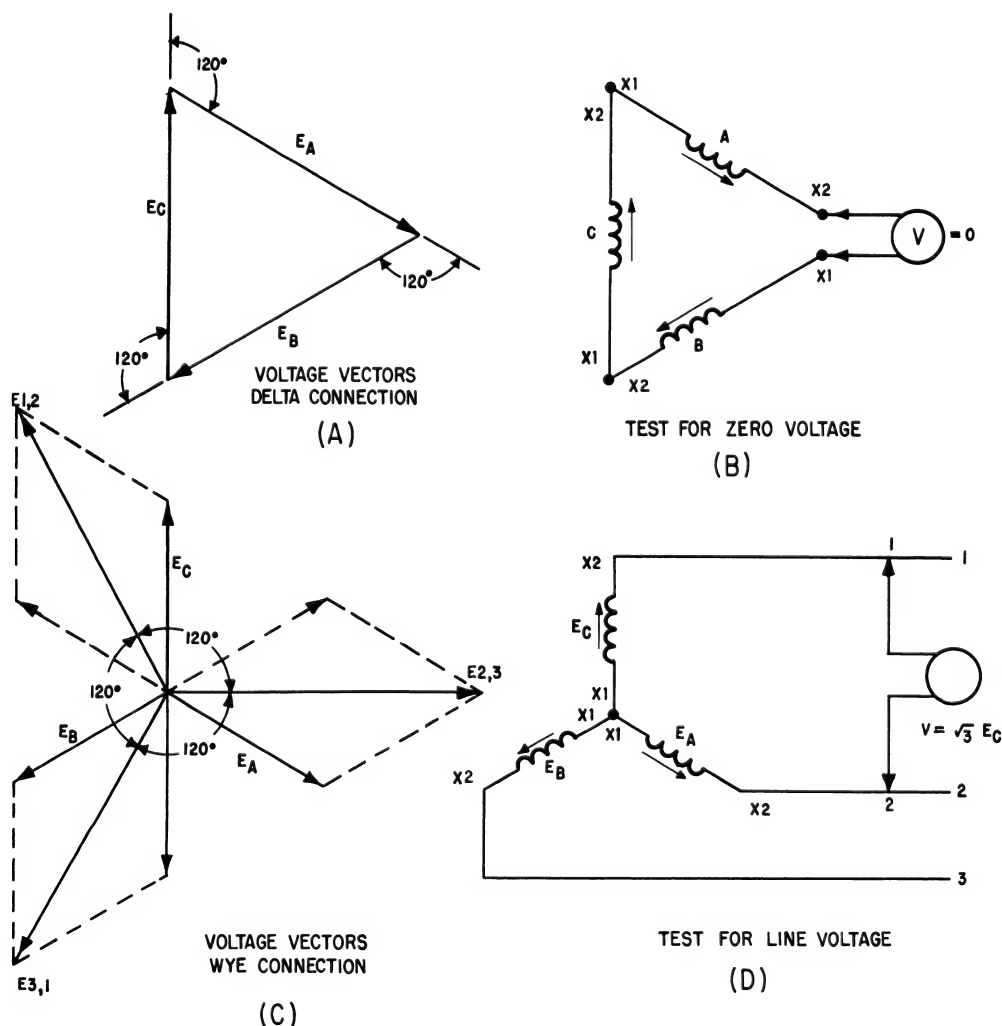 120°
E_A
E_C
120°
120°
E_B
VOLTAGE VECTORS
DELTA CONNECTION
(A)
X1
X2
A
X2
C
V
= 0
X1
B
X1
X2
TEST FOR ZERO VOLTAGE
(B)
E1,2
E_C
120°
E2,3
120°
E_B
120°
E_A
E3,1
VOLTAGE VECTORS
WYE CONNECTION
(C)
1
X2
1
E_C
X1
X1
X1
E_A
V = √3 E_C
E_B
X2
X2
2
2
3
TEST FOR LINE VOLTAGE
(D)